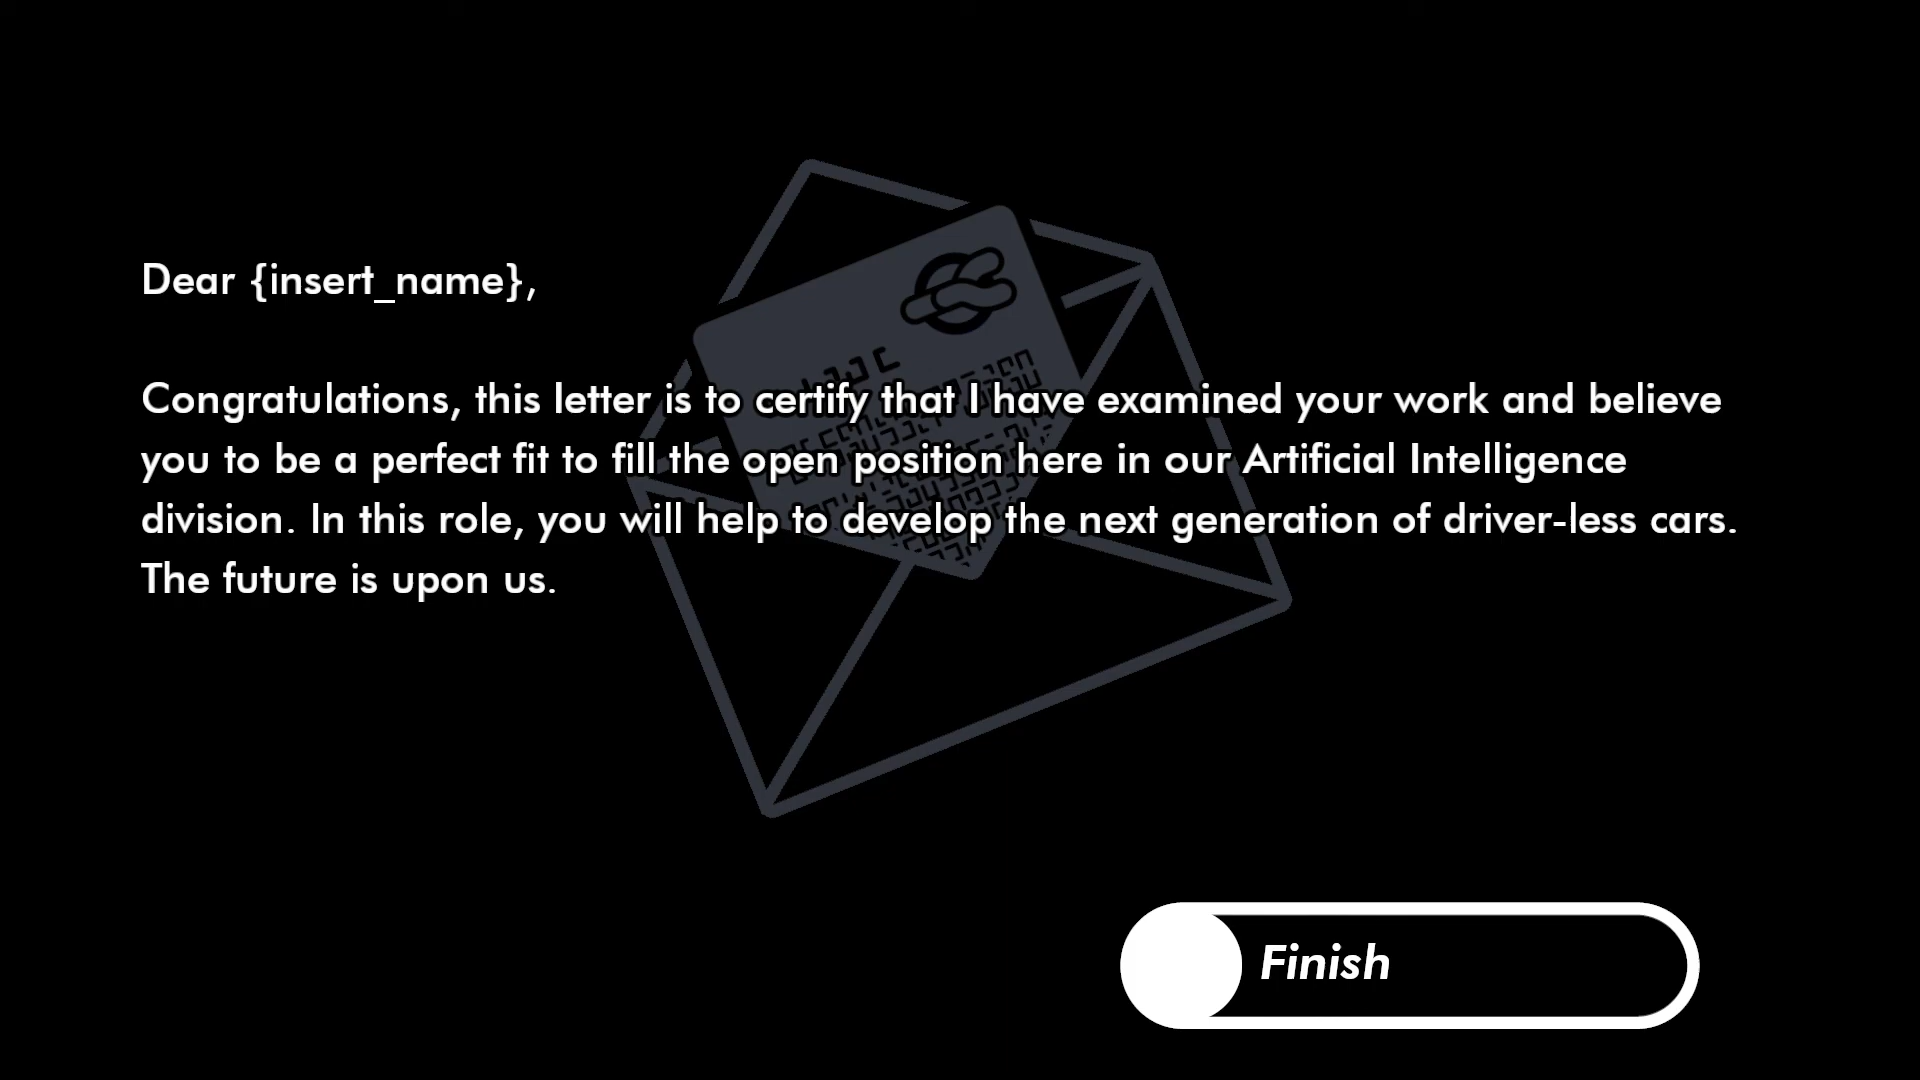 Dear {insert_name},
Congratulations, this letter is to certify that I have examined your work and believe
you to be a perfect fit to fill the open position here in our Artificial Intelligence
division. In this role, you will help to develop the next generation of driver-less cars.
The future is upon us.
Finish